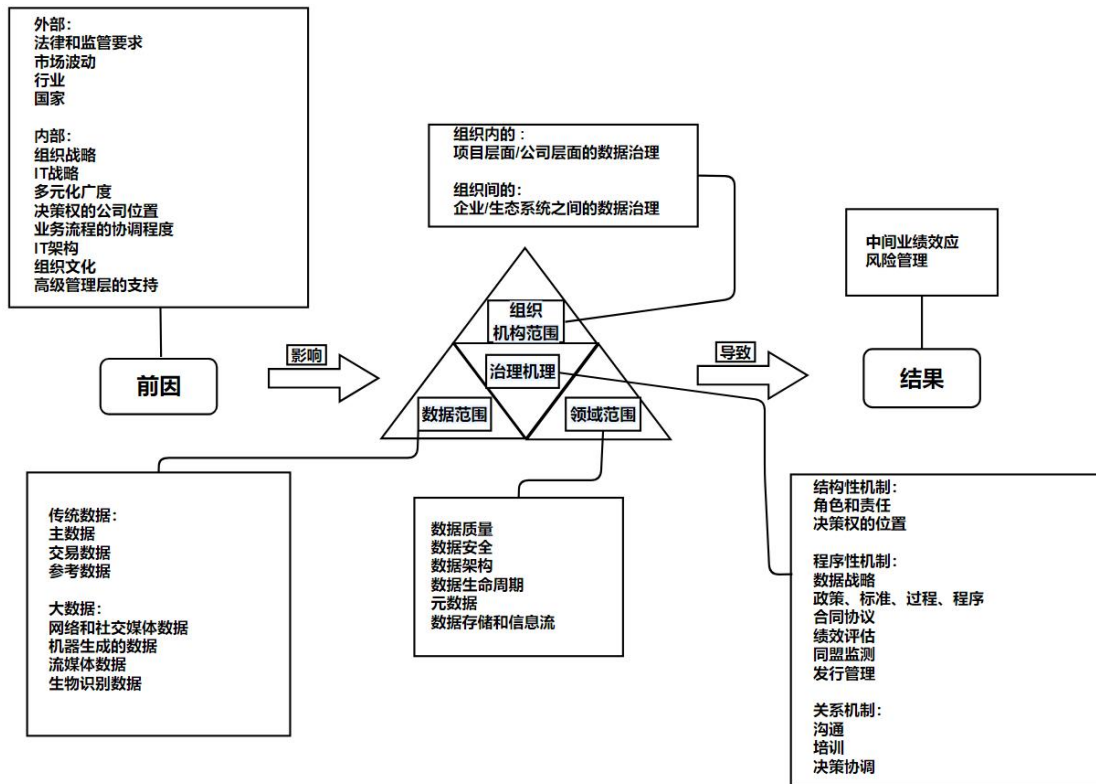 外部：
法律和监管要求
市场波动
行业
国家
内部：
组织战略
IT战略
多元化广度
决策权的公司位置
业务流程的协调程度
IT架构
组织文化
高级管理层的支持
前因
影响
组织内的：
项目层面/公司层面的数据治理
组织间的：
企业/生态系统之间的数据治理
组织
机构范围
治理机理
数据范围
领域范围
导致
中间业绩效应
风险管理
结果
传统数据：
主数据
交易数据
参考数据
大数据：
网络和社交媒体数据
机器生成的数据
流媒体数据
生物识别数据
数据质量
数据安全
数据架构
数据生命周期
元数据
数据存储和信息流
结构性机制：
角色和责任
决策权的位置
程序性机制：
数据战略
政策、标准、过程、程序
合同协议
绩效评估
同盟监测
发行管理
关系机制：
沟通
培训
决策协调